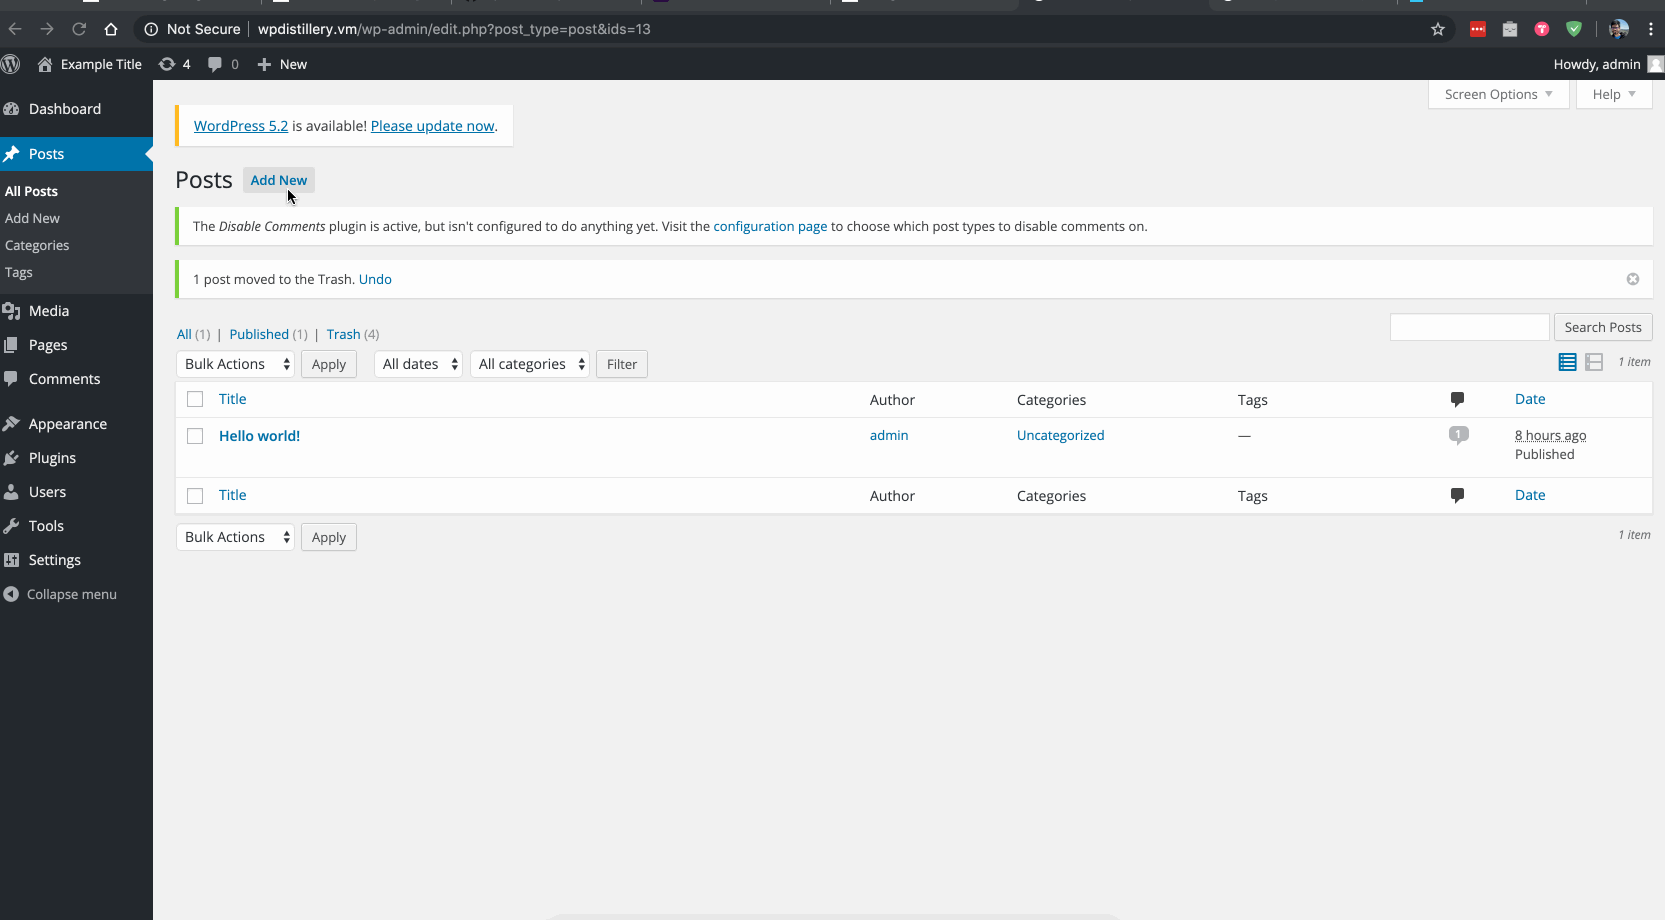 Not Secure wpdistillery.vm/wp-admin/edit.php?post_type=post&ids=13
Example Title 4 0 New Howdy, admin
Screen Options Help
Dashboard
WordPress 5.2 is available! Please update now.
Posts
Posts Add New
All Posts
Add New
Categories
Tags
Media
Pages
Comments
Appearance
Plugins
Users
Tools
Settings
Collapse menu
The Disable Comments plugin is active, but isn't configured to do anything yet. Visit the configuration page to choose which post types to disable comments on.
1 post moved to the Trash. Undo
All (1) | Published (1) | Trash (4)
Search Posts
Bulk Actions Apply All dates All categories Filter 1 item
Title Author Categories Tags Date
Hello world! admin Uncategorized — 1 8 hours ago
Published
Title Author Categories Tags Date
Bulk Actions Apply 1 item